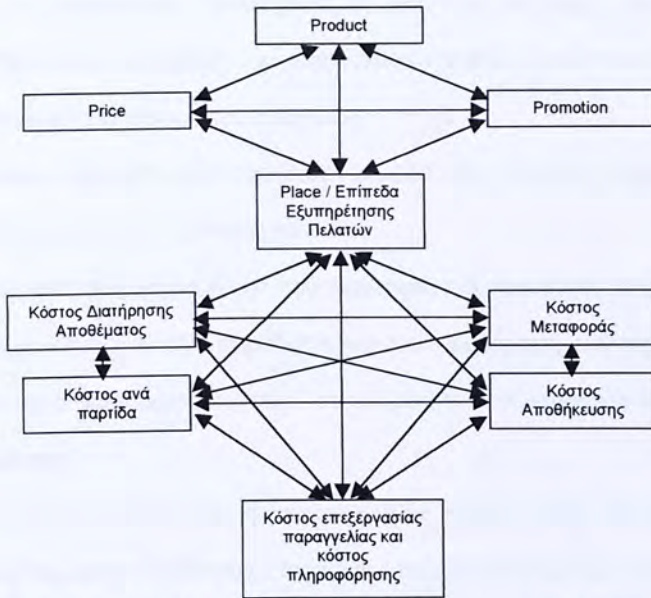 Product
Price
Promotion
Place / Επίπεδα
Εξυπηρέτησης
Πελατών
Κόστος Διατήρησης
Αποθέματος
Κόστος
Μεταφοράς
Κόστος ανά
παρτίδα
Κόστος
Αποθήκευσης
Κόστος επεξεργασίας
παραγγελίας και
κόστος
πληροφόρησης